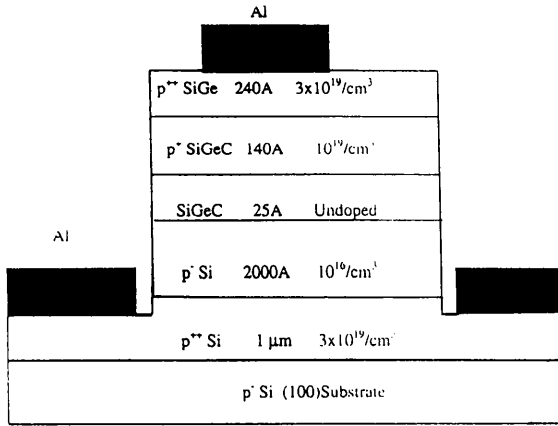 Al
p⁺⁺ SiGe 240A 3x10¹⁹/cm³
p⁺ SiGeC 140A 10¹⁹/cm³
SiGeC 25A Undoped
Al
p⁻ Si 2000A 10¹⁶/cm³
p⁺⁺ Si 1 μm 3x10¹⁹/cm³
p⁻ Si (100)Substrate